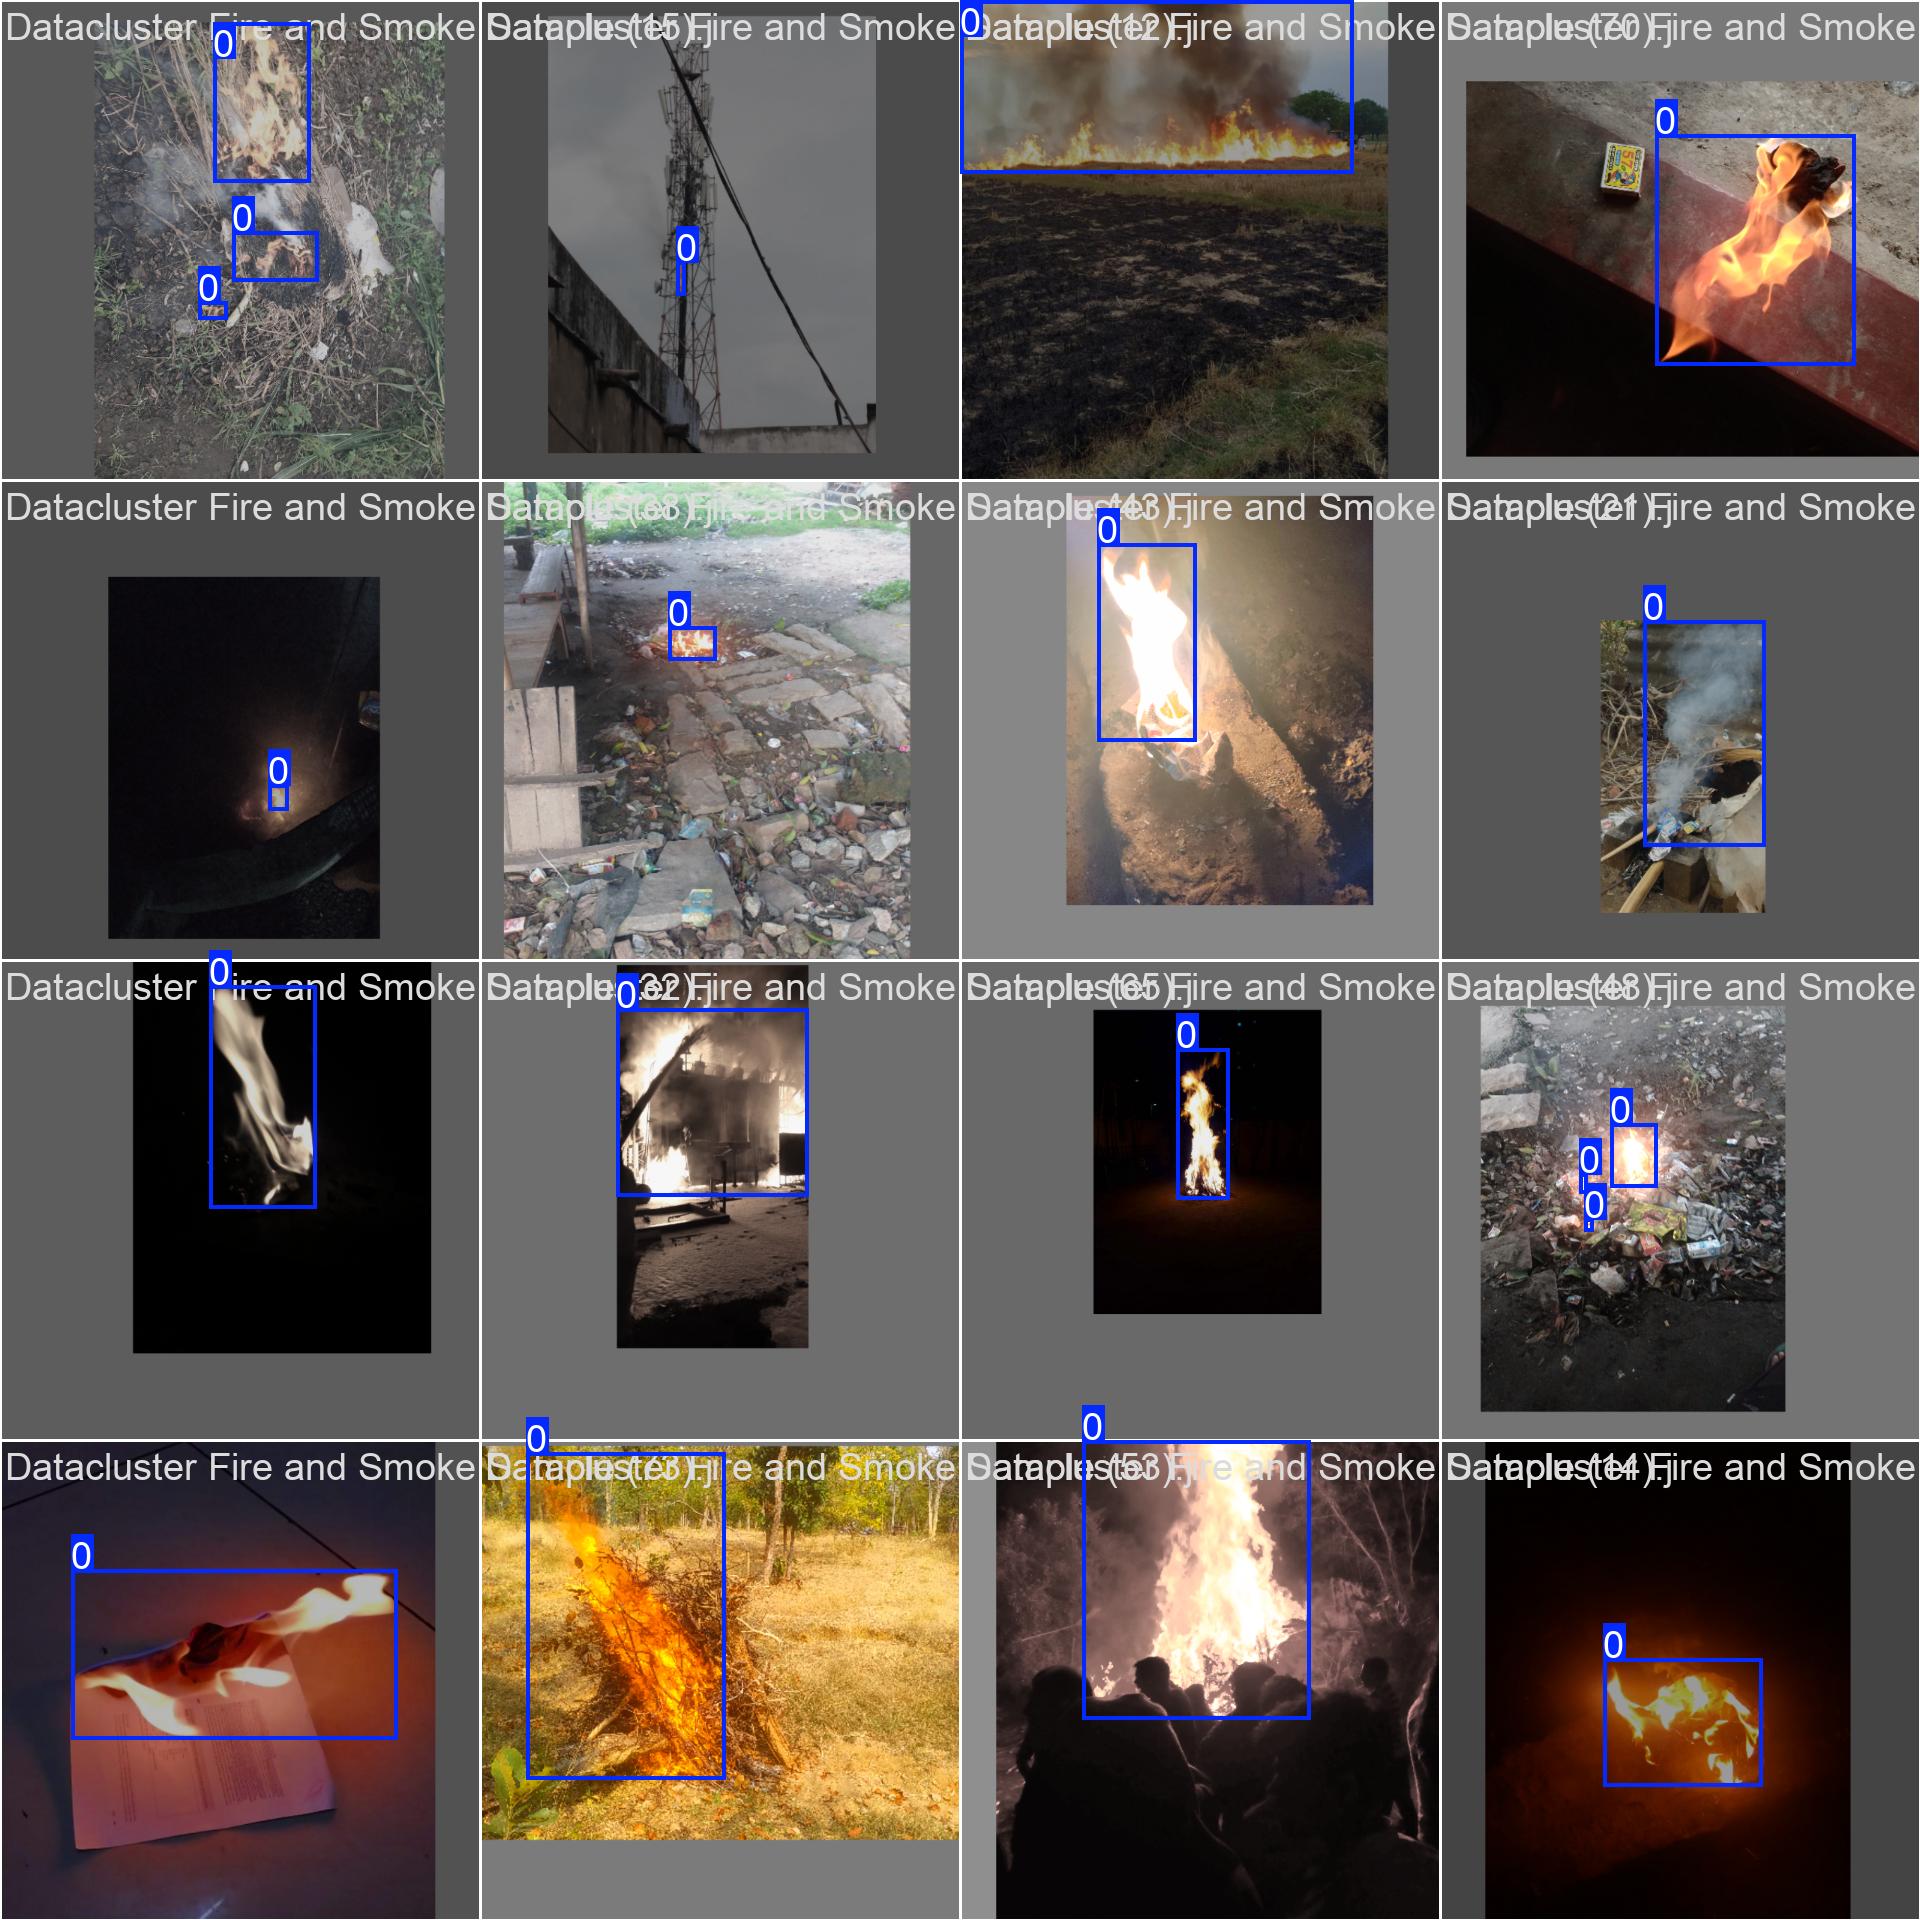 Datacluster Fire and Smoke Sample (15).j
Datacluster Fire and Smoke Sample (12).j
Datacluster Fire and Smoke Sample (70).j
Datacluster Fire and Smoke
0
0
0
0
0
0
57
Datacluster Fire and Smoke Sample
Datacluster Fire and Smoke Sample (43).j
Datacluster Fire and Smoke Sample (21).j
Datacluster Fire and Smoke
0
0
0
0
Datacluster Fire and Smoke Sample (32).j
Datacluster Fire and Smoke Sample
Datacluster Fire and Smoke Sample (48).j
Datacluster Fire and Smoke
0
0
0
0
0
0
Datacluster Fire and Smoke Sample (73).j
Datacluster Fire and Smoke Sample (53).j
Datacluster Fire and Smoke Sample (14).j
Datacluster Fire and Smoke
0
0
0
0